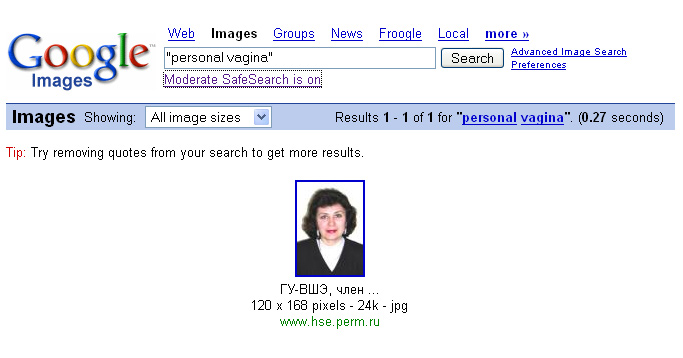 Web Images Groups News Froogle Local more »
Google™ Images
"personal vagina" Search Advanced Image Search
Preferences
Moderate SafeSearch is on
Images Showing: All image sizes Results 1 - 1 of 1 for "personal vagina". (0.27 seconds)
Tip: Try removing quotes from your search to get more results.
ГУ-ВШЭ, член ...
120 x 168 pixels - 24k - jpg
www.hse.perm.ru